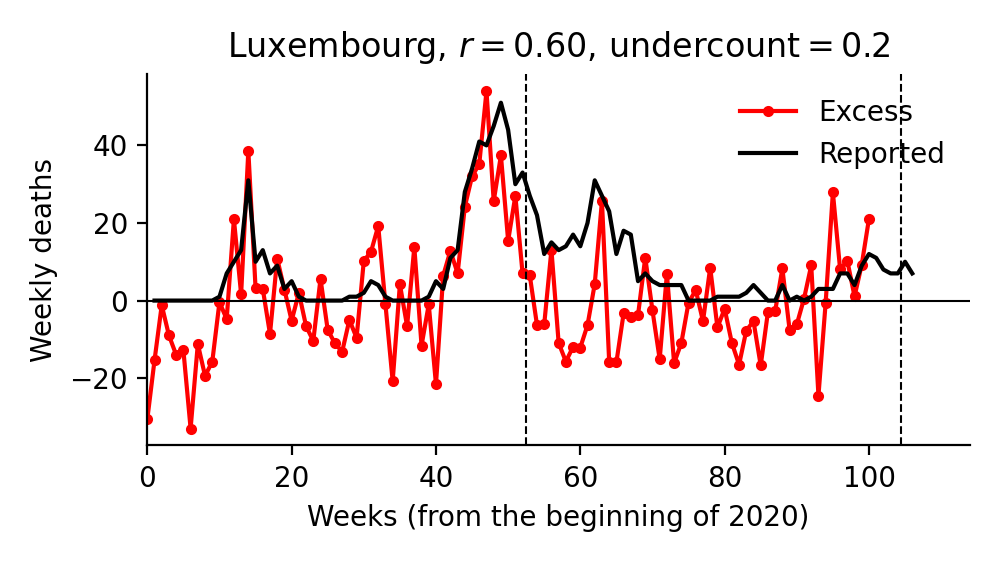 Luxembourg, r = 0.60, undercount = 0.2
Excess
Reported
Weekly deaths
40
20
0
−20
0 20 40 60 80 100
Weeks (from the beginning of 2020)